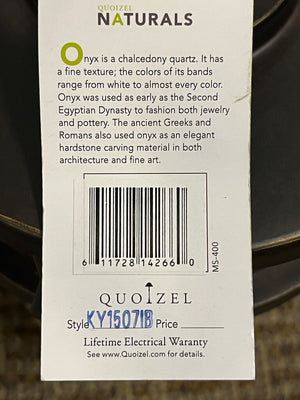 QUOIZEL
NATURALS
Onyx is a chalcedony quartz. It has
a fine texture; the colors of its bands
range from white to almost every color.
Onyx was used as early as the Second
Egyptian Dynasty to fashion both jewelry
and pottery. The ancient Greeks and
Romans also used onyx as an elegant
hardstone carving material in both
architecture and fine art.
6 11728 14266 0
MS-400
QUOIZEL
Style KY1507IB Price
Lifetime Electrical Waranty
See www.Quoizel.com for details.